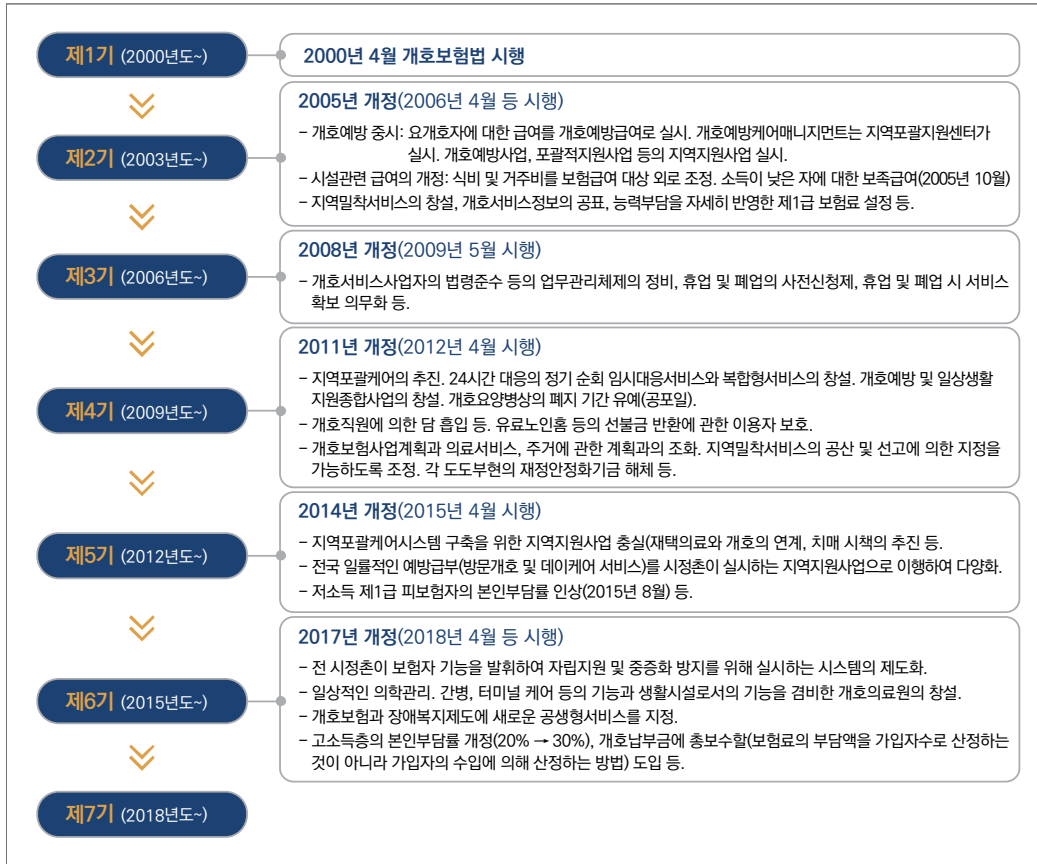 제1기 (2000년도~)
2000년 4월 개호보험법 시행
2005년 개정(2006년 4월 등 시행)
– 개호예방 중시: 요개호자에 대한 급여를 개호예방급여로 실시. 개호예방케어매니지먼트는 지역포괄지원센터가
실시. 개호예방사업, 포괄적지원사업 등의 지역지원사업 실시.
– 시설관련 급여의 개정: 식비 및 거주비를 보험급여 대상 외로 조정. 소득이 낮은 자에 대한 보족급여(2005년 10월)
– 지역밀착서비스의 창설, 개호서비스정보의 공표, 능력부담을 자세히 반영한 제1급 보험료 설정 등.
제2기 (2003년도~)
2008년 개정(2009년 5월 시행)
– 개호서비스사업자의 법령준수 등의 업무관리체제의 정비, 휴업 및 폐업의 사전신청제, 휴업 및 폐업 시 서비스
확보 의무화 등.
제3기 (2006년도~)
2011년 개정(2012년 4월 시행)
– 지역포괄케어의 추진. 24시간 대응의 정기 순회 임시대응서비스와 복합형서비스의 창설. 개호예방 및 일상생활
지원종합사업의 창설. 개호요양병상의 폐지 기간 유예(공포일).
– 개호직원에 의한 담 흡입 등. 유료노인홈 등의 선불금 반환에 관한 이용자 보호.
– 개호보험사업계획과 의료서비스, 주거에 관한 계획과의 조화. 지역밀착서비스의 공산 및 선고에 의한 지정을
가능하도록 조정. 각 도도부현의 재정안정화기금 해체 등.
제4기 (2009년도~)
2014년 개정(2015년 4월 시행)
– 지역포괄케어시스템 구축을 위한 지역지원사업 충실(재택의료와 개호의 연계, 치매 시책의 추진 등.
– 전국 일률적인 예방급부(방문개호 및 데이케어 서비스)를 시정촌이 실시하는 지역지원사업으로 이행하여 다양화.
– 저소득 제1급 피보험자의 본인부담률 인상(2015년 8월) 등.
제5기 (2012년도~)
2017년 개정(2018년 4월 등 시행)
– 전 시정촌이 보험자 기능을 발휘하여 자립지원 및 중증화 방지를 위해 실시하는 시스템의 제도화.
– 일상적인 의학관리. 간병, 터미널 케어 등의 기능과 생활시설로서의 기능을 겸비한 개호의료원의 창설.
– 개호보험과 장애복지제도에 새로운 공생형서비스를 지정.
– 고소득층의 본인부담률 개정(20% → 30%), 개호납부금에 총보수할(보험료의 부담액을 가입자수로 산정하는
것이 아니라 가입자의 수입에 의해 산정하는 방법) 도입 등.
제6기 (2015년도~)
제7기 (2018년도~)